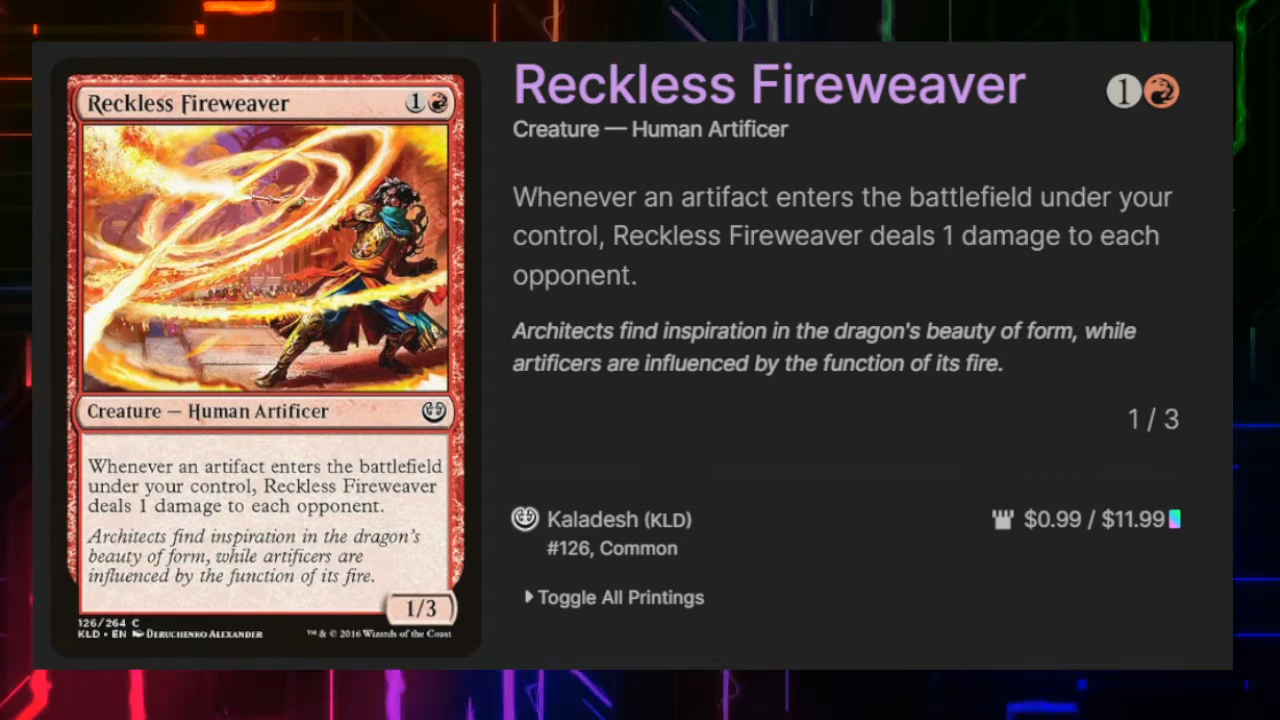 Reckless Fireweaver 1
Creature — Human Artificer
Whenever an artifact enters the battlefield
under your control, Reckless Fireweaver
deals 1 damage to each opponent.
Architects find inspiration in the dragon's
beauty of form, while artificers are
influenced by the function of its fire.
1/3
126/264 C
KLD • EN Deruchenko Alexander ™ & © 2016 Wizards of the Coast
Reckless Fireweaver 1
Creature — Human Artificer
Whenever an artifact enters the battlefield under your
control, Reckless Fireweaver deals 1 damage to each
opponent.
Architects find inspiration in the dragon's beauty of form, while
artificers are influenced by the function of its fire.
1 / 3
Kaladesh (KLD) $0.99 / $11.99
#126, Common
Toggle All Printings